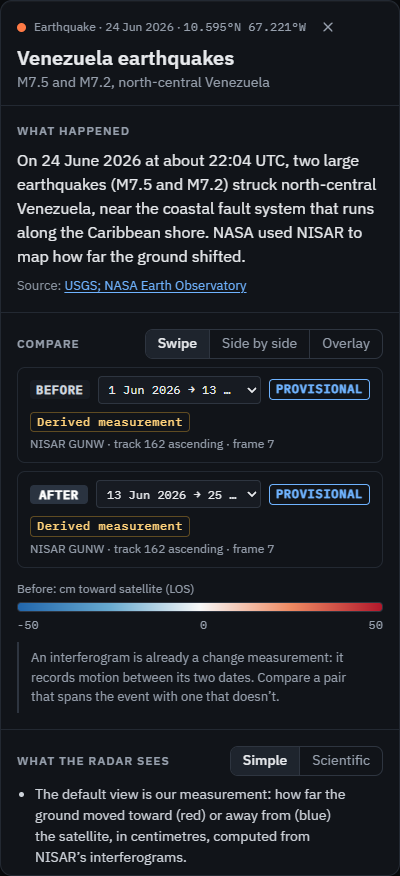 Earthquake · 24 Jun 2026 · 10.595°N 67.221°W ×
Venezuela earthquakes
M7.5 and M7.2, north-central Venezuela
WHAT HAPPENED
On 24 June 2026 at about 22:04 UTC, two large
earthquakes (M7.5 and M7.2) struck north-central
Venezuela, near the coastal fault system that runs
along the Caribbean shore. NASA used NISAR to
map how far the ground shifted.
Source: USGS; NASA Earth Observatory
COMPARE Swipe Side by side Overlay
BEFORE 1 Jun 2026 → 13 … PROVISIONAL
Derived measurement
NISAR GUNW · track 162 ascending · frame 7
AFTER 13 Jun 2026 → 25 … PROVISIONAL
Derived measurement
NISAR GUNW · track 162 ascending · frame 7
Before: cm toward satellite (LOS)
-50 0 50
An interferogram is already a change measurement: it
records motion between its two dates. Compare a pair
that spans the event with one that doesn't.
WHAT THE RADAR SEES Simple Scientific
• The default view is our measurement: how far the
ground moved toward (red) or away from (blue)
the satellite, in centimetres, computed from
NISAR's interferograms.